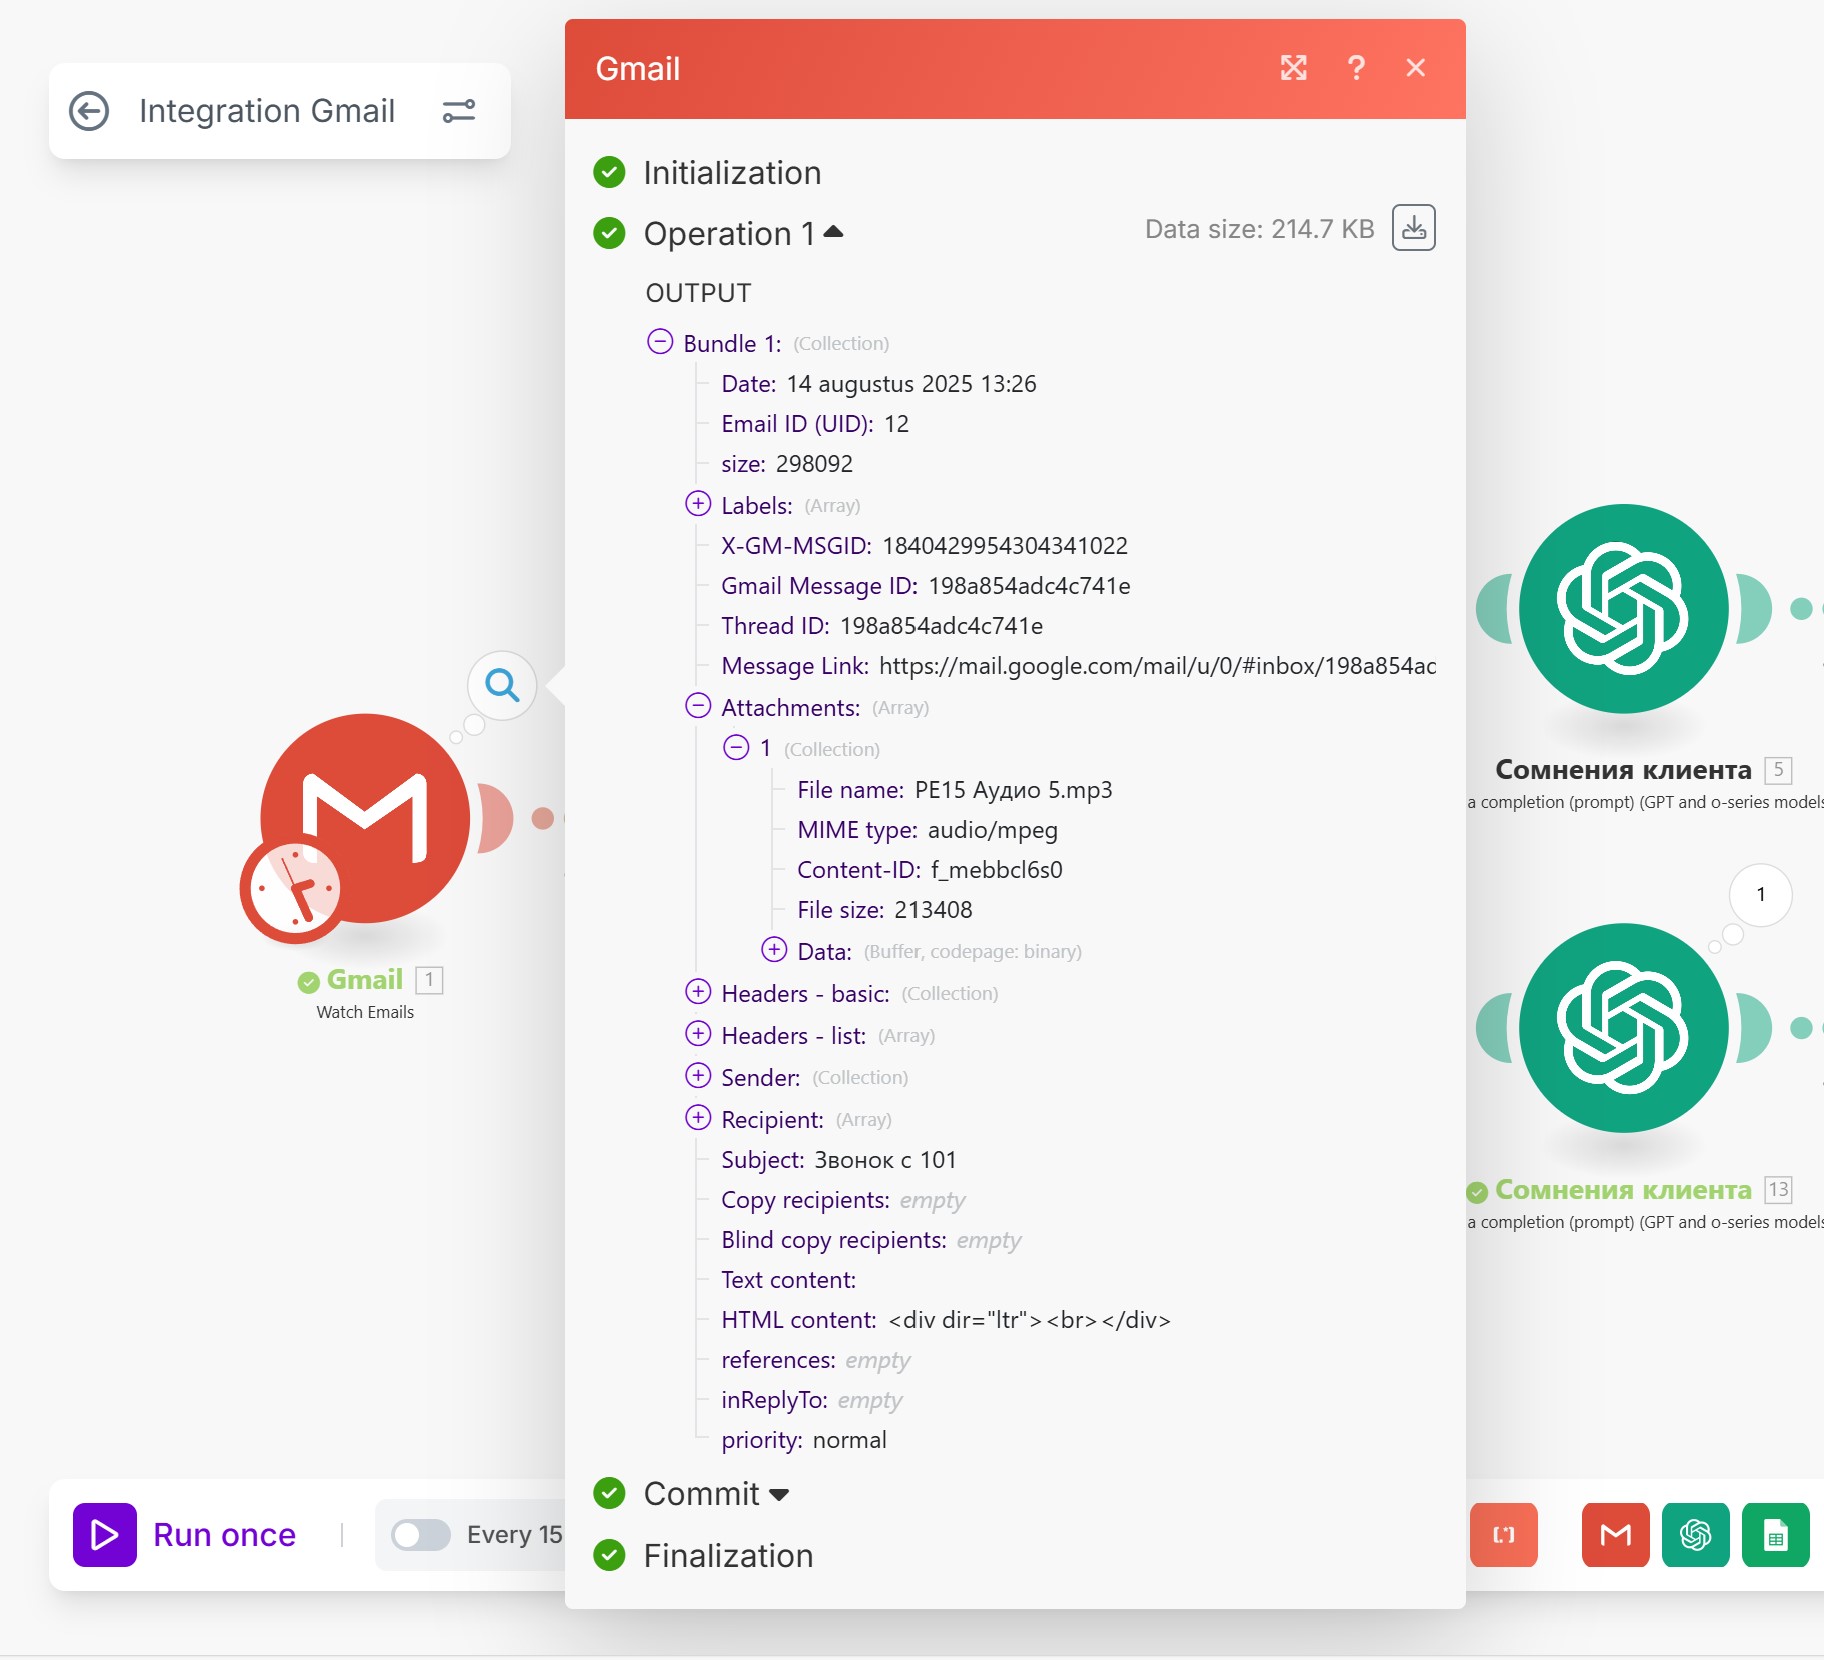 Integration Gmail
Gmail
?
Initialization
Operation 1
Data size: 214.7 KB
OUTPUT
Bundle 1: (Collection)
Date: 14 augustus 2025 13:26
Email ID (UID): 12
size: 298092
Labels: (Array)
X-GM-MSGID: 1840429954304341022
Gmail Message ID: 198a854adc4c741e
Thread ID: 198a854adc4c741e
Message Link: https://mail.google.com/mail/u/0/#inbox/198a854ac
Attachments: (Array)
1 (Collection)
File name: PE15 Аудио 5.mp3
MIME type: audio/mpeg
Content-ID: f_mebbcl6s0
File size: 213408
Data: (Buffer, codepage: binary)
Headers - basic: (Collection)
Headers - list: (Array)
Sender: (Collection)
Recipient: (Array)
Subject: Звонок с 101
Copy recipients: empty
Blind copy recipients: empty
Text content:
HTML content: <div dir="ltr"><br></div>
references: empty
inReplyTo: empty
priority: normal
Commit
Finalization
Gmail 1
Watch Emails
Сомнения клиента 5
a completion (prompt) (GPT and o-series models
1
Сомнения клиента 13
a completion (prompt) (GPT and o-series models
Run once
Every 15